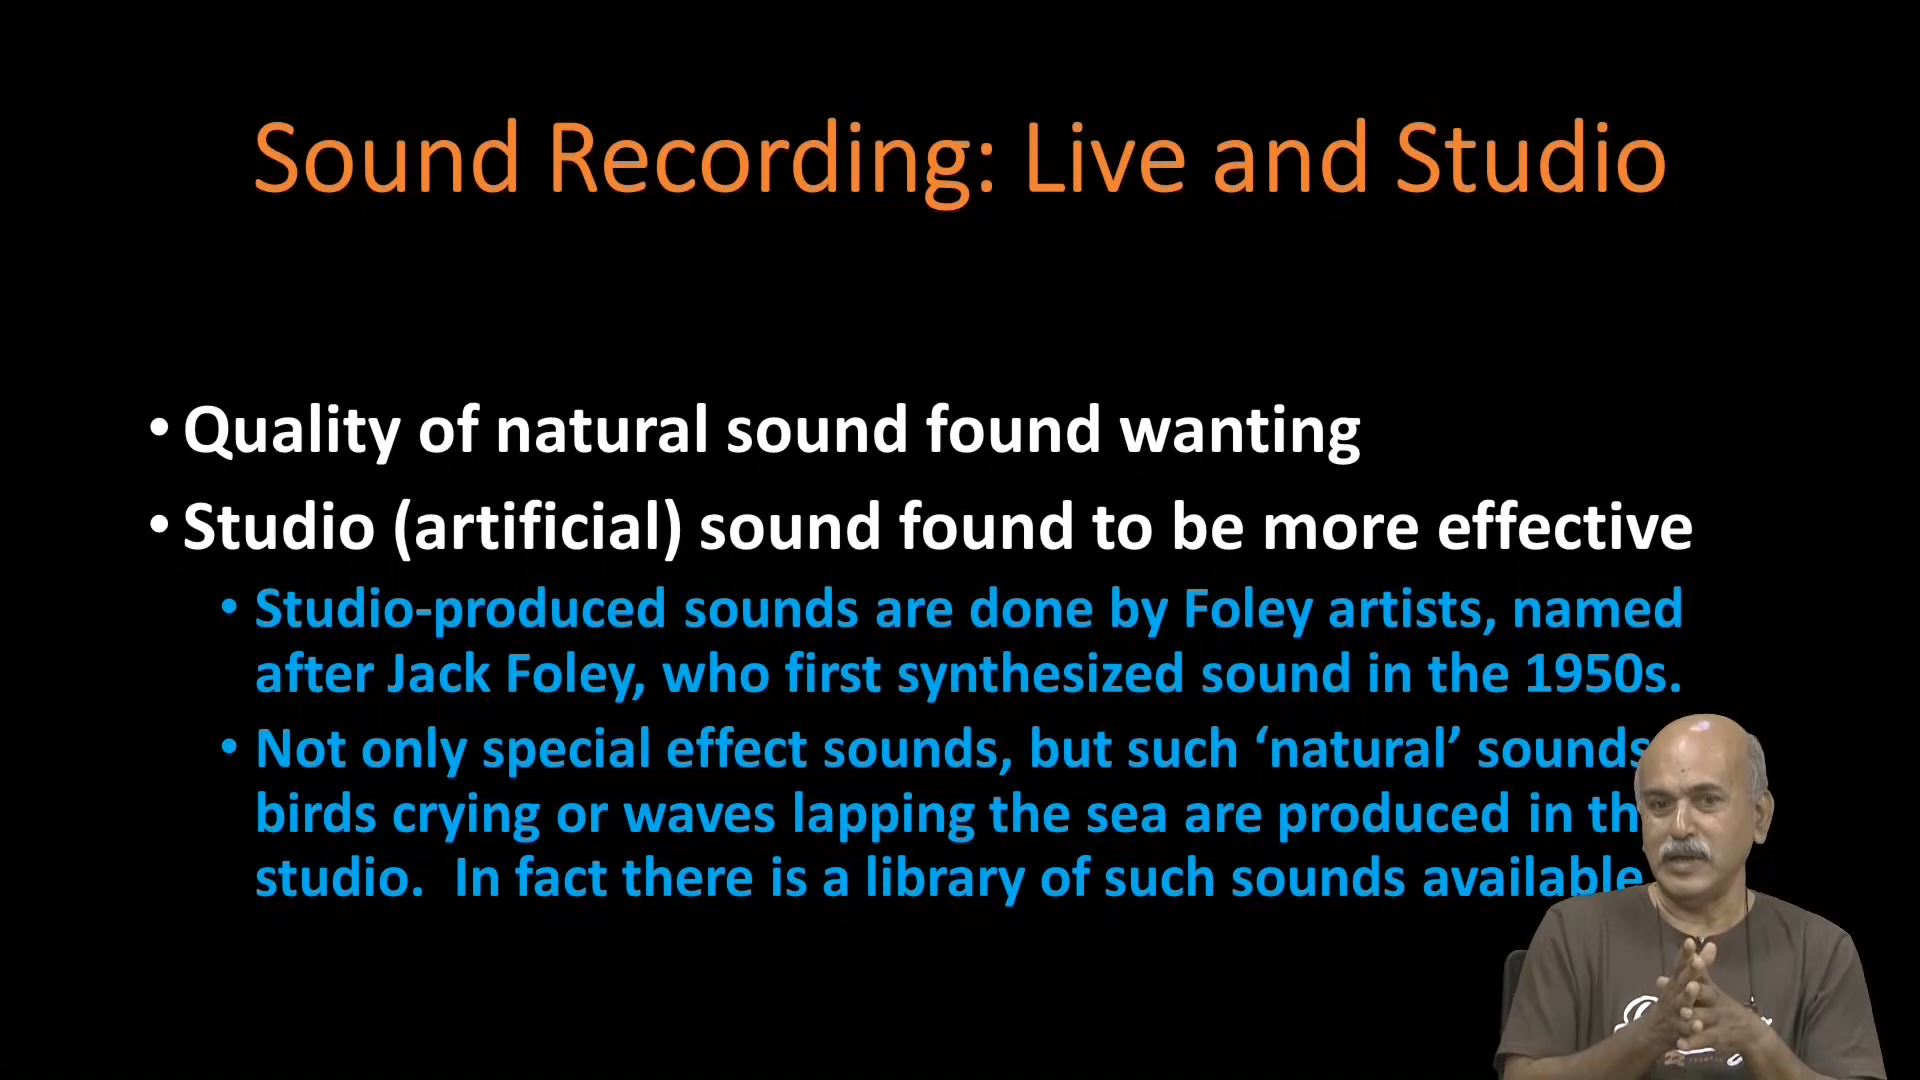 Sound Recording: Live and Studio
• Quality of natural sound found wanting
• Studio (artificial) sound found to be more effective
• Studio-produced sounds are done by Foley artists, named
after Jack Foley, who first synthesized sound in the 1950s.
• Not only special effect sounds, but such ‘natural’ sounds
birds crying or waves lapping the sea are produced in
studio. In fact there is a library of such sounds available